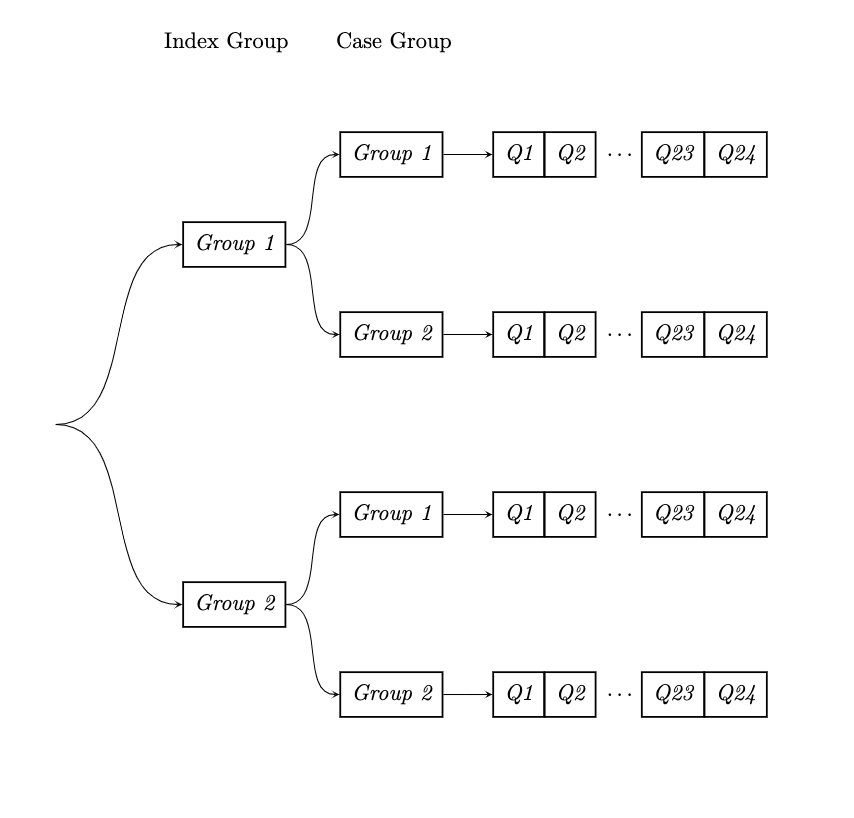 Index Group Case Group
Group 1 Q1 Q2 ··· Q23 Q24
Group 1
Group 2 Q1 Q2 ··· Q23 Q24
Group 1 Q1 Q2 ··· Q23 Q24
Group 2
Group 2 Q1 Q2 ··· Q23 Q24